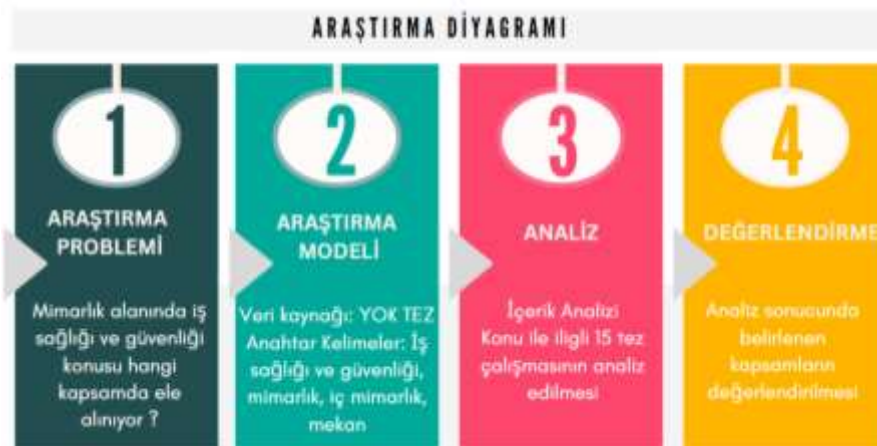 ARAŞTIRMA DİYAGRAMI
1
ARAŞTIRMA
PROBLEMİ
Mimarlık alanında iş
sağlığı ve güvenliği
konusu hangi
kapsamda ele
alınıyor ?
2
ARAŞTIRMA
MODELİ
Veri kaynağı: YOK TEZ
Anahtar Kelimeler: İş
sağlığı ve güvenliği,
mimarlık, iç mimarlık,
mekan
3
ANALİZ
İçerik Analizi
Konu ile iligli 15 tez
çalışmasının analiz
edilmesi
4
DEĞERLENDİRME
Analiz sonucunda
belirlenen
kapsamların
değerlendirilmesi